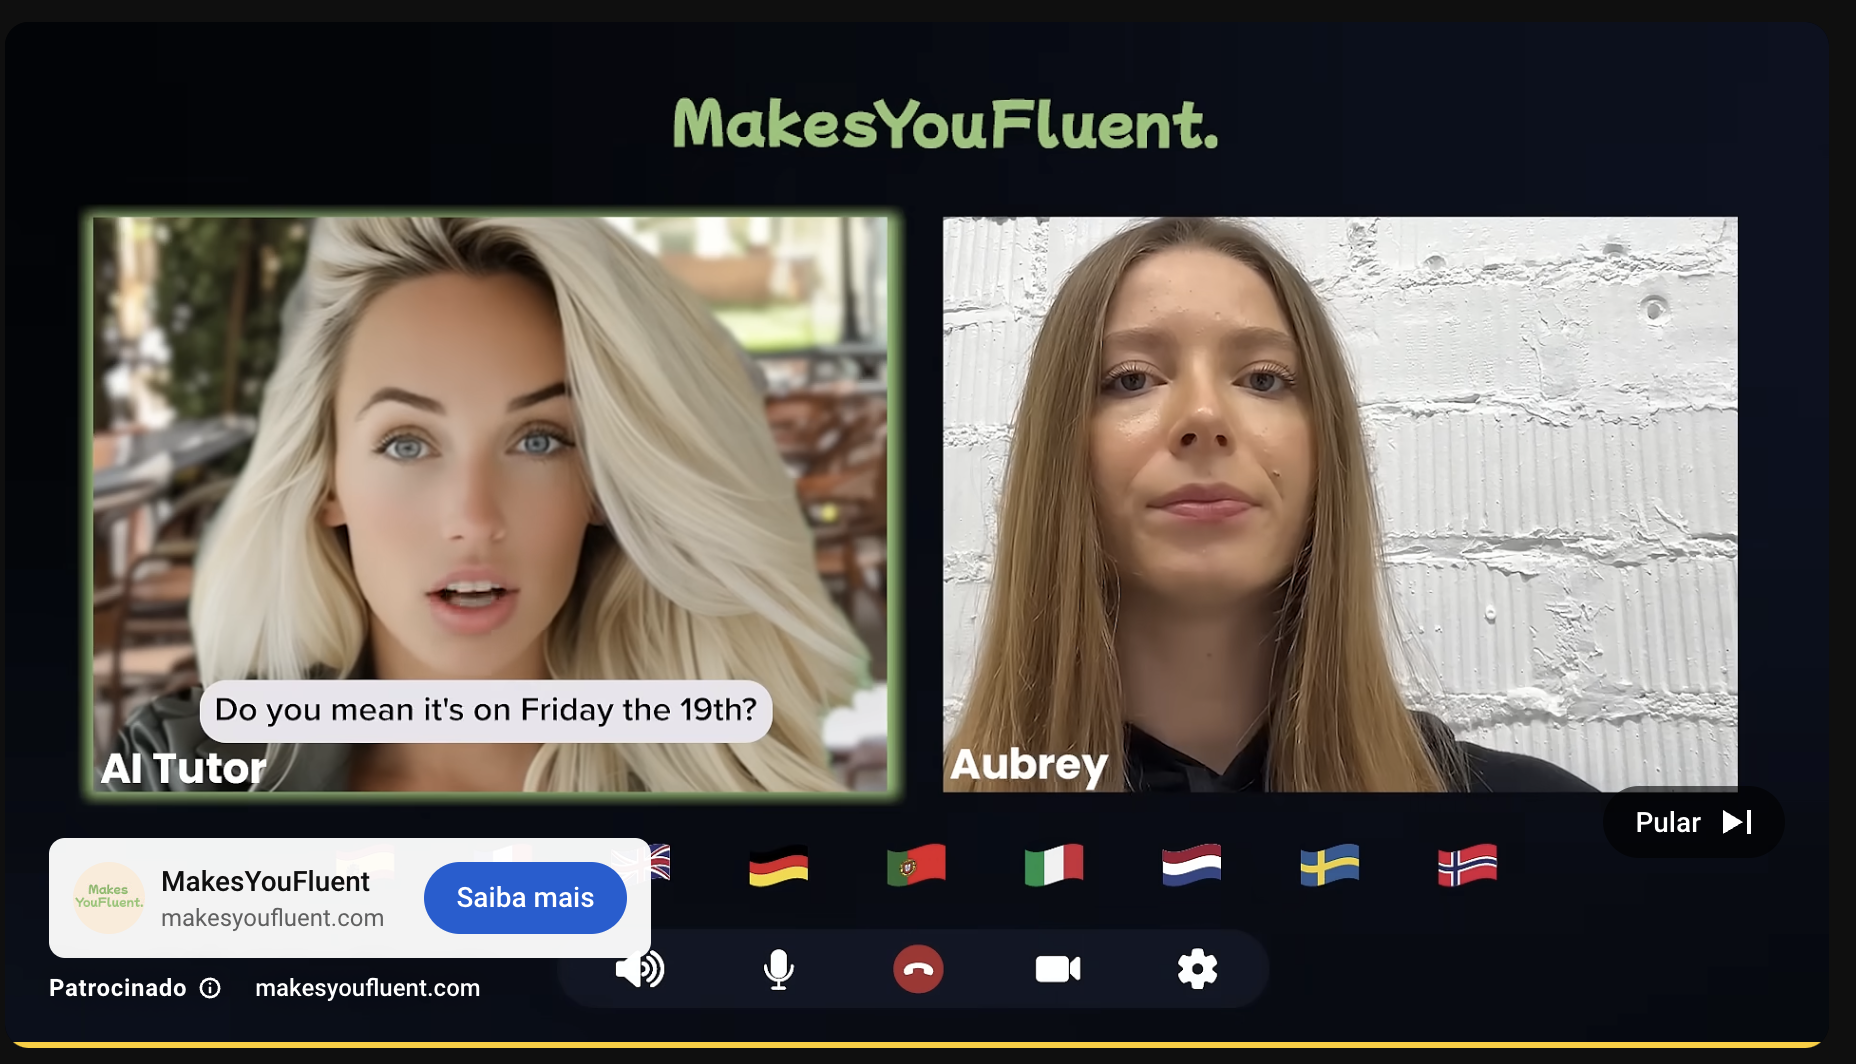 MakesYouFluent.
Do you mean it's on Friday the 19th?
AI Tutor
Aubrey
Pular
Makes
YouFluent.
MakesYouFluent
makesyoufluent.com
Saiba mais
Patrocinado
makesyoufluent.com